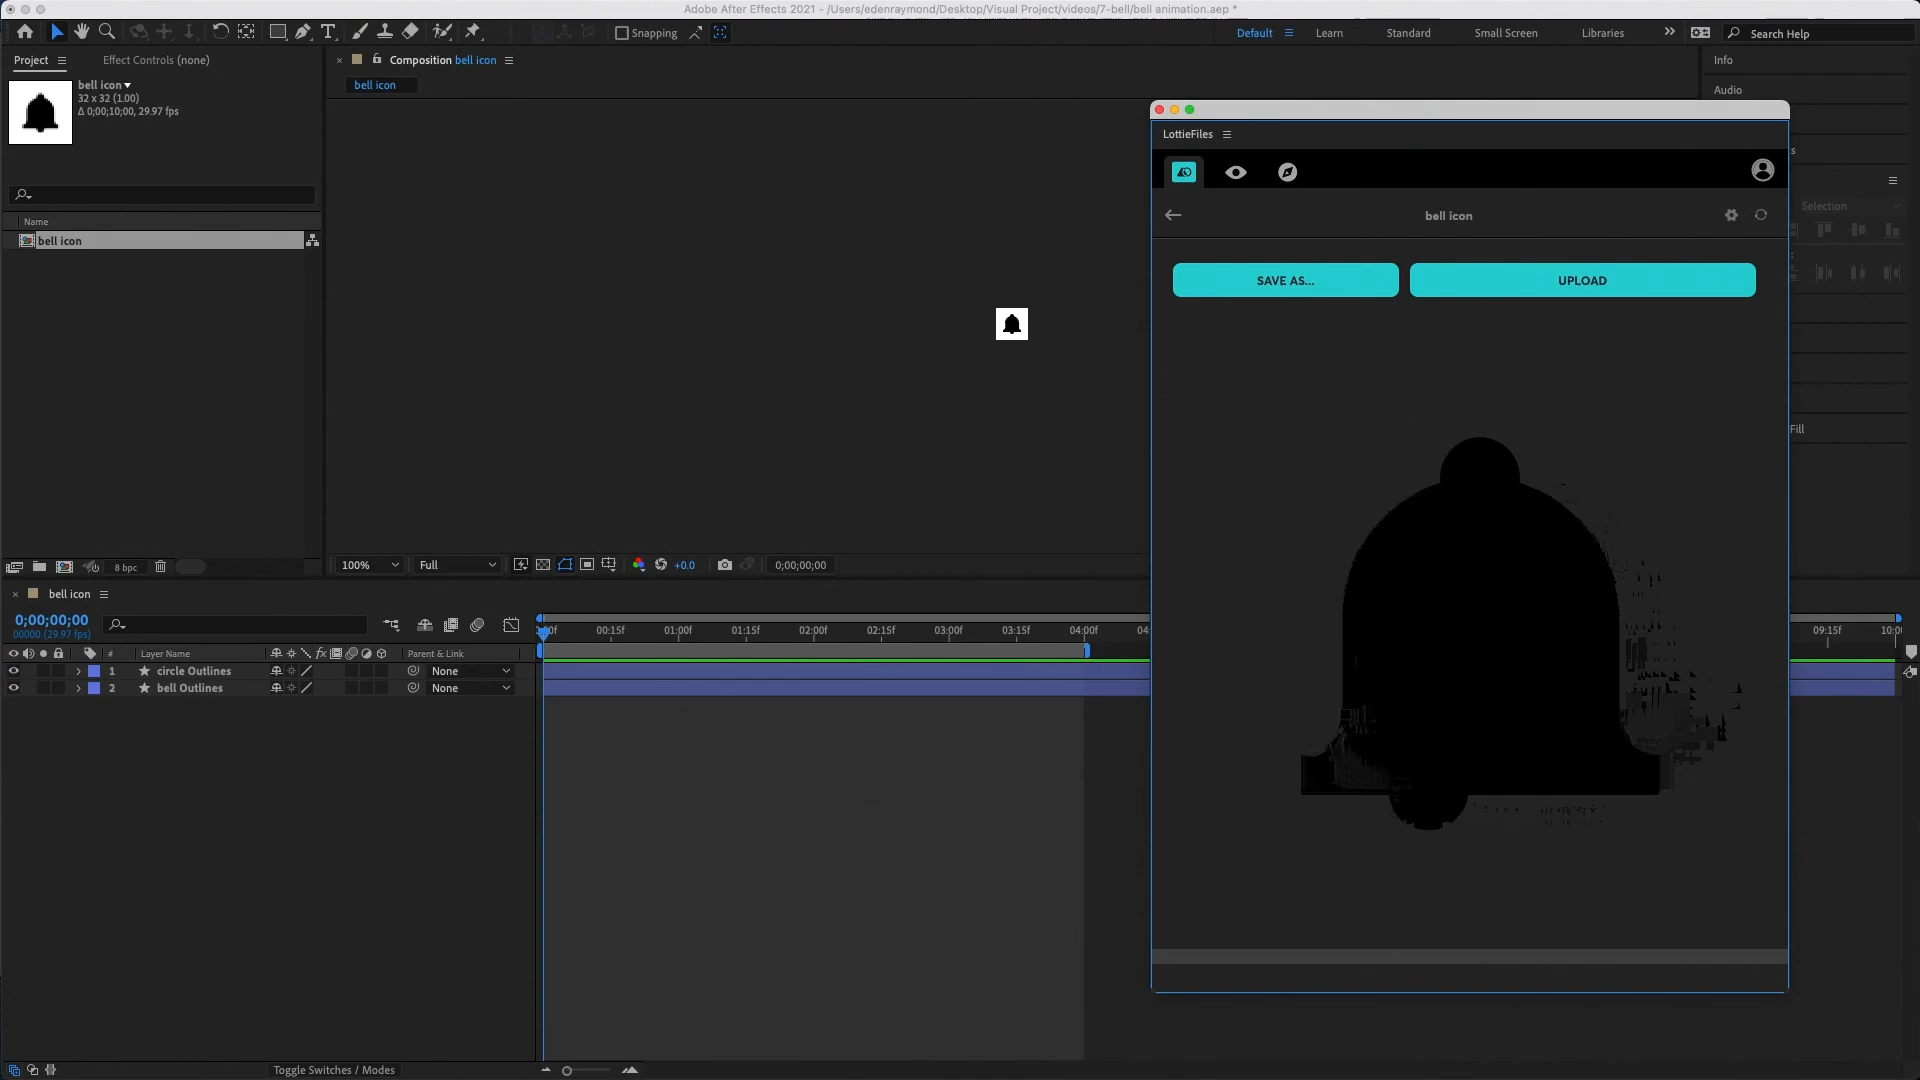 Adobe After Effects 2021 - /Users/edenraymond/Desktop/Visual Project/videos/7-bell/bell animation.aep *
Snapping
Default
Learn
Standard
Small Screen
Libraries
Search Help
Project
Effect Controls (none)
Composition bell icon
Info
bell icon
32 x 32 (1.00)
Δ 0;00;10;00, 29.97 fps
bell icon
Audio
LottieFiles
s
Selection
bell icon
Name
bell icon
SAVE AS...
UPLOAD
Fill
8 bpc
100%
Full
+0.0
0;00;00;00
bell icon
0;00;00;00
00000 (29.97 fps)
00:15f
01:00f
01:15f
02:00f
02:15f
03:00f
03:15f
04:00f
09:15f
# Layer Name
Parent & Link
1 circle Outlines
None
2 bell Outlines
None
Toggle Switches / Modes